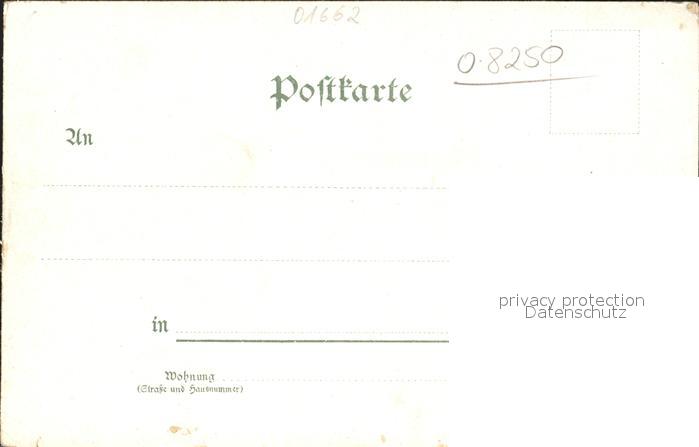 01662
0.8250
Postkarte
An
privacy protection
Datenschutz
in
Wohnung
(Straße und Hausnummer)